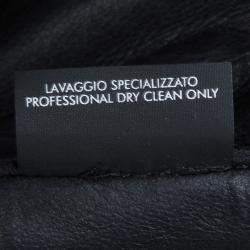 LAVAGGIO SPECIALIZZATO
PROFESSIONAL DRY CLEAN ONLY